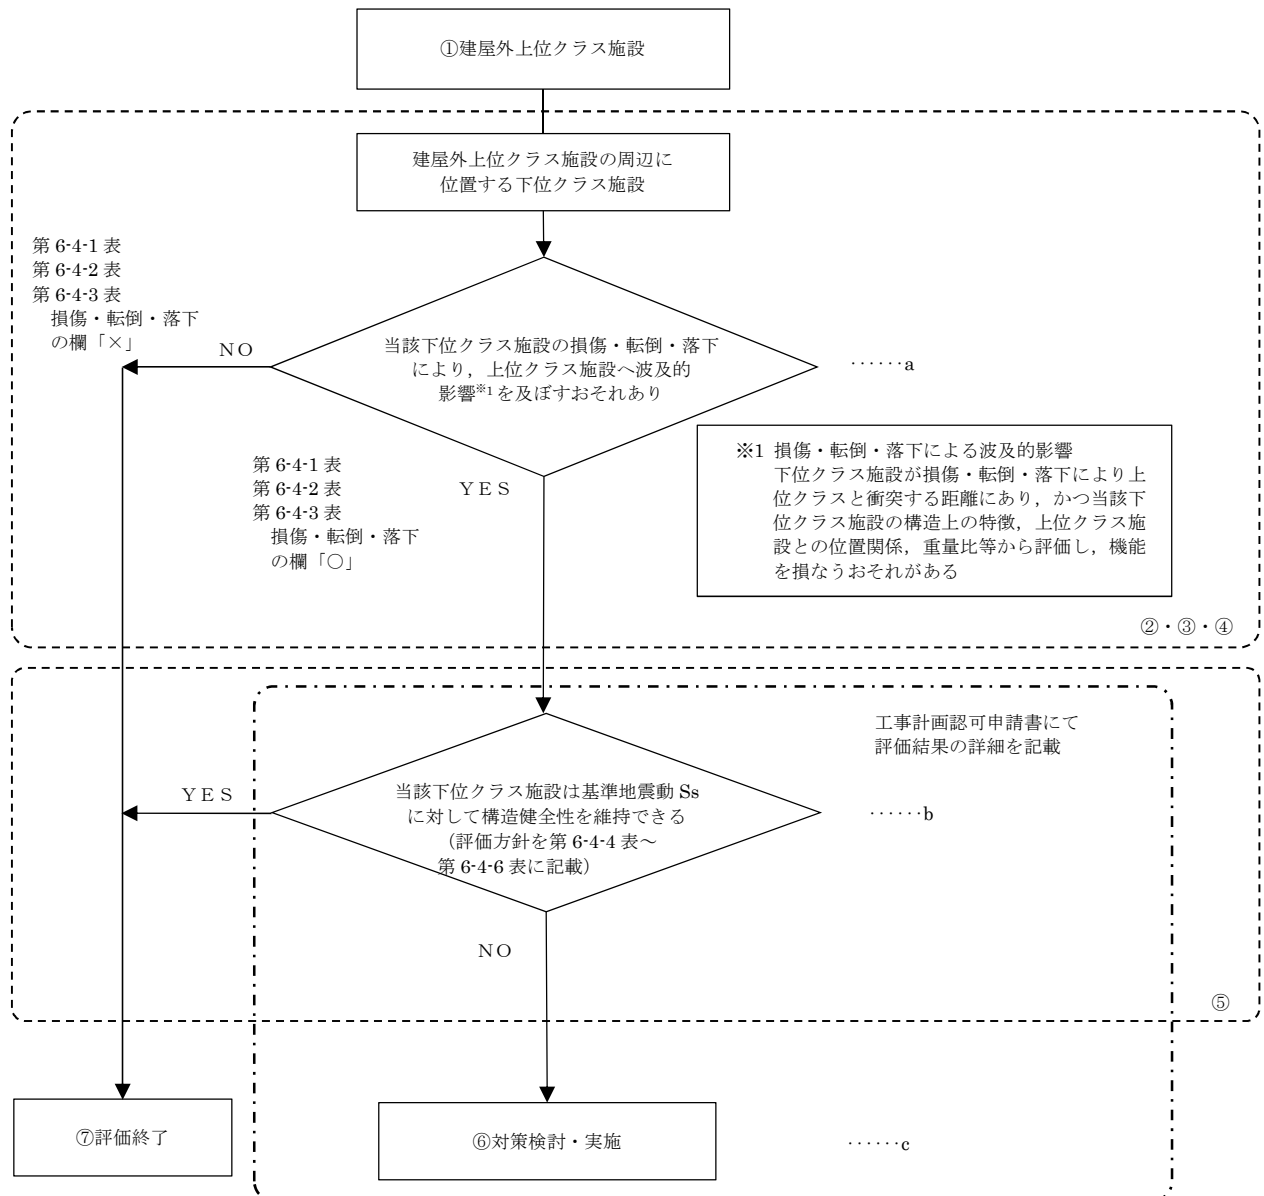 ①建屋外上位クラス施設
建屋外上位クラス施設の周辺に
位置する下位クラス施設
第 6-4-1 表
第 6-4-2 表
第 6-4-3 表
損傷・転倒・落下
の欄「×」
NO
当該下位クラス施設の損傷・転倒・落下
により，上位クラス施設へ波及的
影響※1 を及ぼすおそれあり
······a
第 6-4-1 表
第 6-4-2 表
第 6-4-3 表
損傷・転倒・落下
の欄「○」
ＹＥＳ
※1 損傷・転倒・落下による波及的影響
下位クラス施設が損傷・転倒・落下により上
位クラスと衝突する距離にあり，かつ当該下
位クラス施設の構造上の特徴，上位クラス施
設との位置関係，重量比等から評価し，機能
を損なうおそれがある
②・③・④
工事計画認可申請書にて
評価結果の詳細を記載
ＹＥＳ
当該下位クラス施設は基準地震動 Ss
に対して構造健全性を維持できる
（評価方針を第 6-4-4 表～
第 6-4-6 表に記載）
······b
NO
⑤
⑦評価終了
⑥対策検討・実施
······c